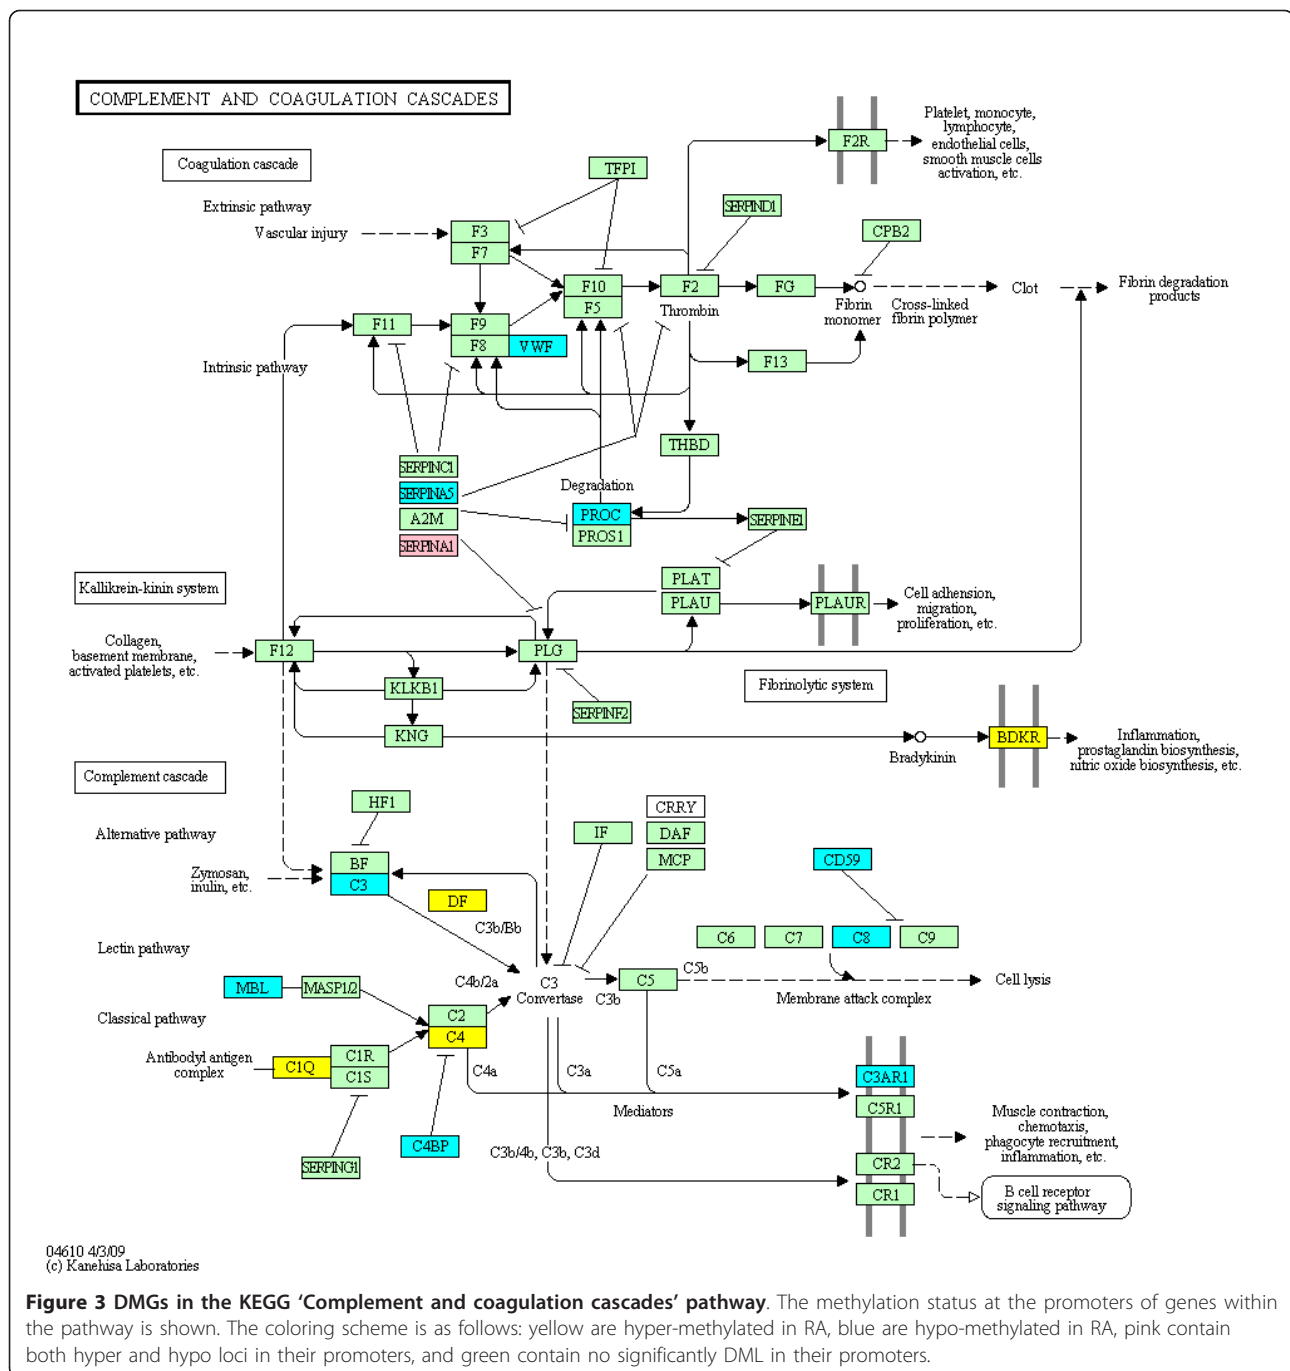 COMPLEMENT AND COAGULATION CASCADES
Platelet, monocyte,
lymphocyte,
endothelial cells,
smooth muscle cells
activation, etc.
F2R
Coagulation cascade
TFPI
Extrinsic pathway
SERPIND1
Vascular injury
F3
F7
CPB2
F10
F5
F2
Thrombin
FG
Fibrin
monomer
Cross-linked
fibrin polymer
Clot
Fibrin degradation
products
F11
F9
F8
VWF
F13
Intrinsic pathway
THBD
SERPINC1
SERPINA5
A2M
SERPINA1
Degradation
PROC
PROS1
SERPINE1
PLAT
PLAU
PLAUR
Cell adhension,
migration,
proliferation, etc.
Kallikrein-kinin system
Collagen,
basement membrane,
activated platelets, etc.
F12
PLG
KLKB1
Fibrinolytic system
SERPINF2
KNG
Bradykinin
BDKR
Inflammation,
prostaglandin biosynthesis,
nitric oxide biosynthesis, etc.
Complement cascade
HF1
CRRY
IF
DAF
MCP
Alternative pathway
BF
C3
CD59
Zymosan,
inulin, etc.
DF
C3b/Bb
C6
C7
C8
C9
Lectin pathway
MBL
MASP1/2
C4b/2a
C3
Convertase
C3b
C5
C5b
Membrane attack complex
Cell lysis
Classical pathway
C2
C4
Antibodyl antigen
complex
C1Q
C1R
C1S
C4a
C3a
C5a
C3AR1
Mediators
C5R1
Muscle contraction,
chemotaxis,
phagocyte recruitment,
inflammation, etc.
C4BP
SERPING1
C3b/4b, C3b, C3d
CR2
CR1
B cell receptor
signaling pathway
04610 4/3/09
(c) Kanehisa Laboratories
Figure 3 DMGs in the KEGG ‘Complement and coagulation cascades’ pathway. The methylation status at the promoters of genes within
the pathway is shown. The coloring scheme is as follows: yellow are hyper-methylated in RA, blue are hypo-methylated in RA, pink contain
both hyper and hypo loci in their promoters, and green contain no significantly DML in their promoters.